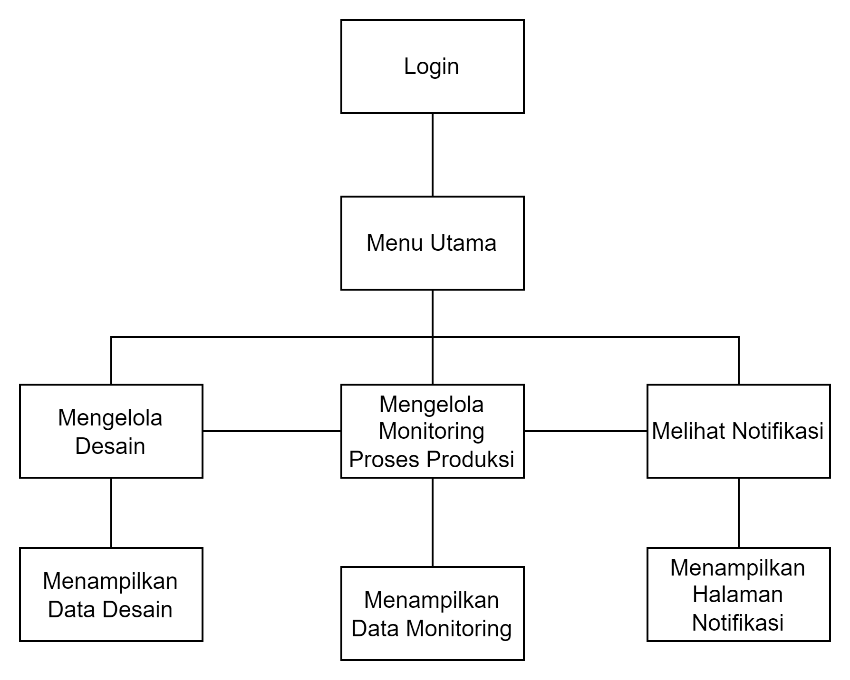 Login
Menu Utama
Mengelola
Desain
Mengelola
Monitoring
Proses Produksi
Melihat Notifikasi
Menampilkan
Data Desain
Menampilkan
Data Monitoring
Menampilkan
Halaman
Notifikasi